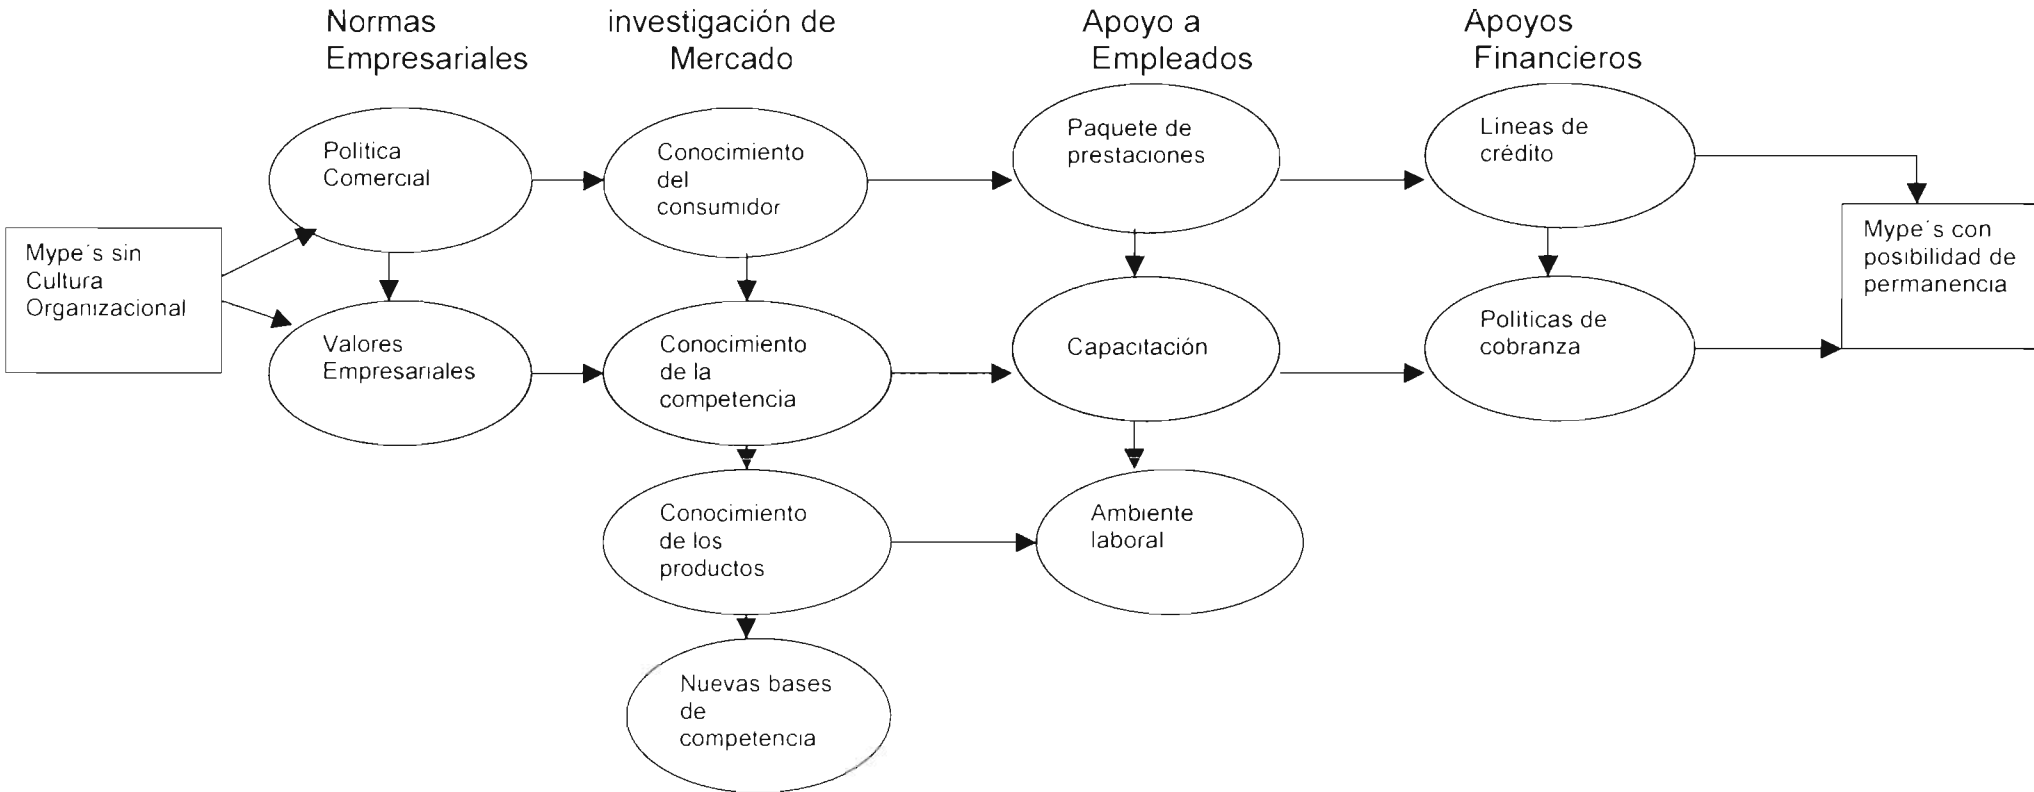 Normas
Empresariales
investigación de
Mercado
Apoyo a
Empleados
Apoyos
Financieros
Politica
Comercial
Conocimiento
del
consumidor
Paquete de
prestaciones
Lineas de
crédito
Mype´s sin
Cultura
Organizacional
Mype´s con
posibilidad de
permanencia
Valores
Empresariales
Conocimiento
de la
competencia
Capacitación
Politicas de
cobranza
Conocimiento
de los
productos
Ambiente
laboral
Nuevas bases
de
competencia